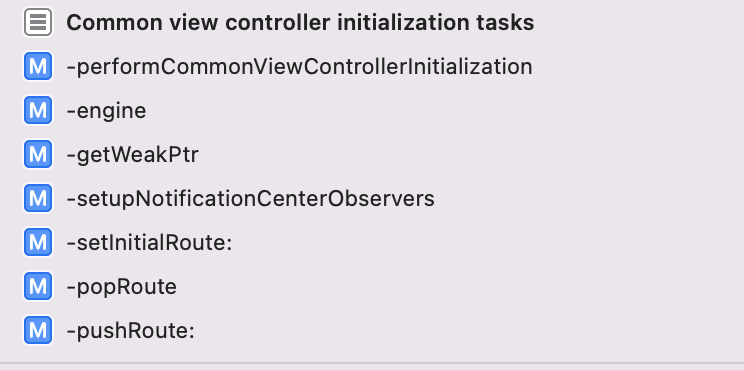 Common view controller initialization tasks
M -performCommonViewControllerInitialization
M -engine
M -getWeakPtr
M -setupNotificationCenterObservers
M -setInitialRoute:
M -popRoute
M -pushRoute: